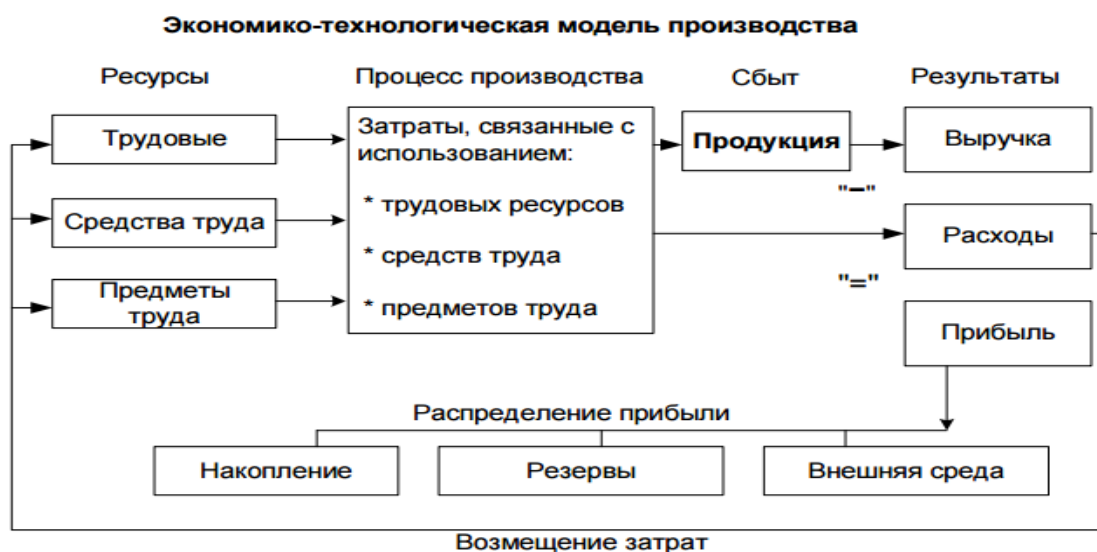 Экономико-технологическая модель производства
Ресурсы
Процесс производства
Сбыт
Результаты
Трудовые
Средства труда
Предметы
труда
Затраты, связанные с
использованием:
* трудовых ресурсов
* средств труда
* предметов труда
Продукция
Выручка
"–"
Расходы
"="
Прибыль
Распределение прибыли
Накопление
Резервы
Внешняя среда
Возмещение затрат